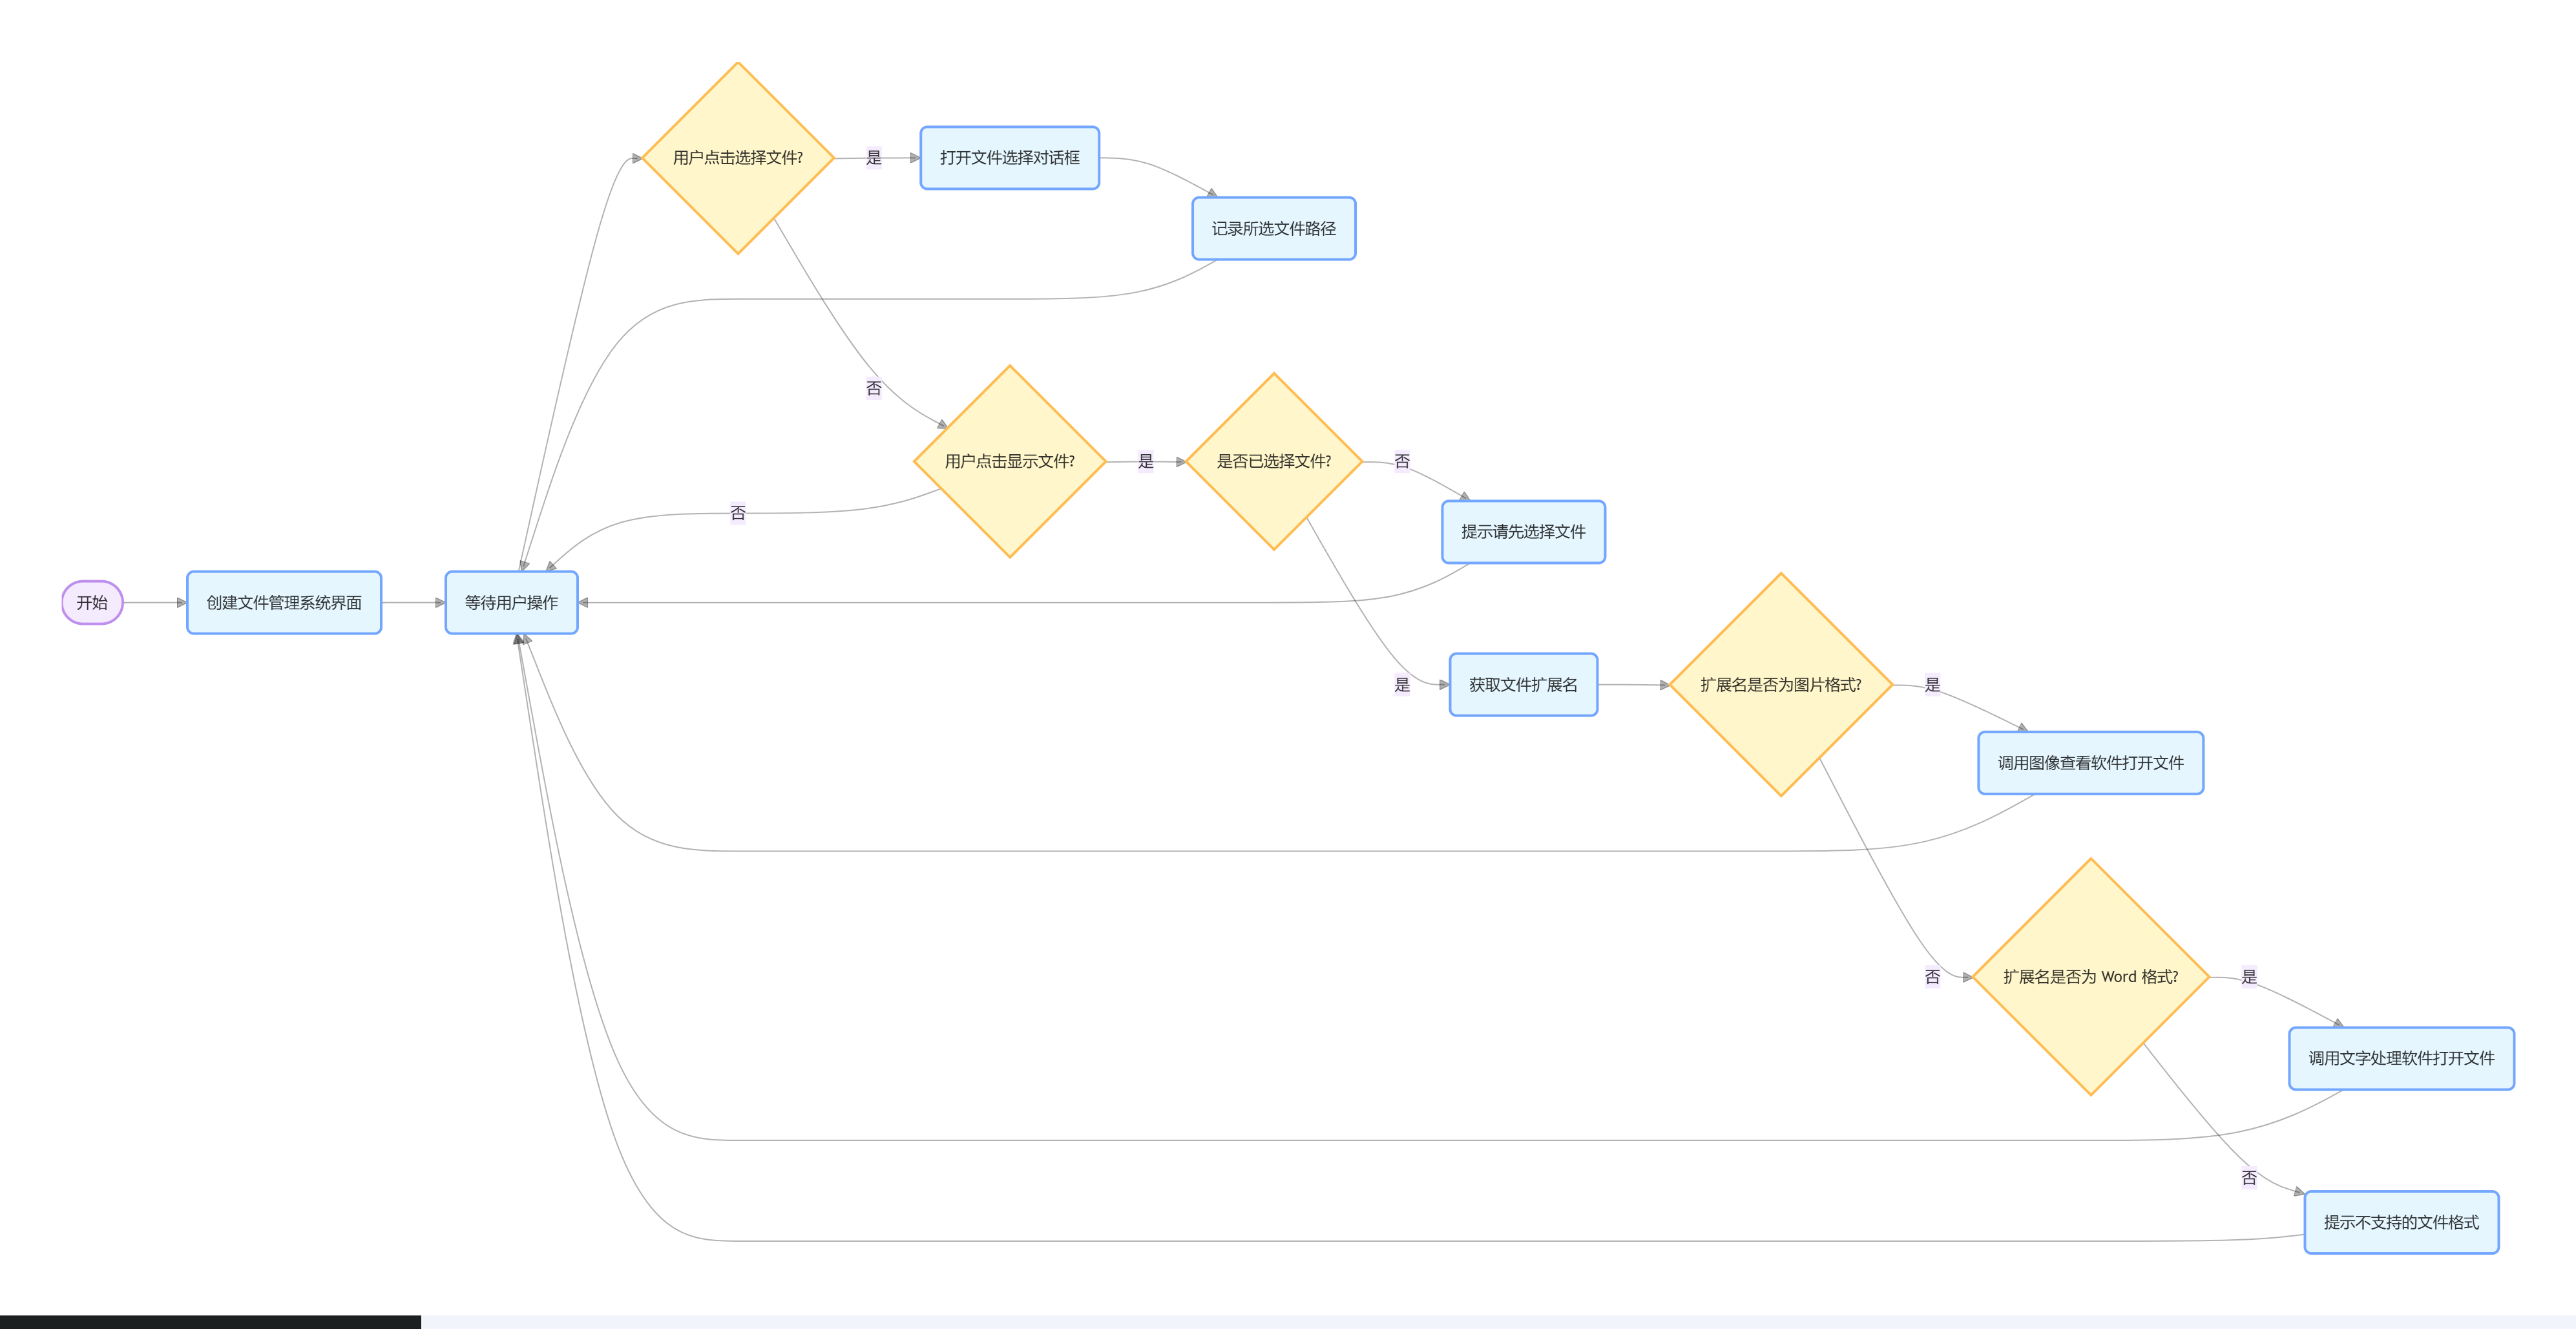 用户点击选择文件?
是
打开文件选择对话框
记录所选文件路径
否
用户点击显示文件?
是
是否已选择文件?
否
否
提示请先选择文件
开始
创建文件管理系统界面
等待用户操作
是
获取文件扩展名
扩展名是否为图片格式?
是
调用图像查看软件打开文件
否
扩展名是否为 Word 格式?
是
调用文字处理软件打开文件
否
提示不支持的文件格式